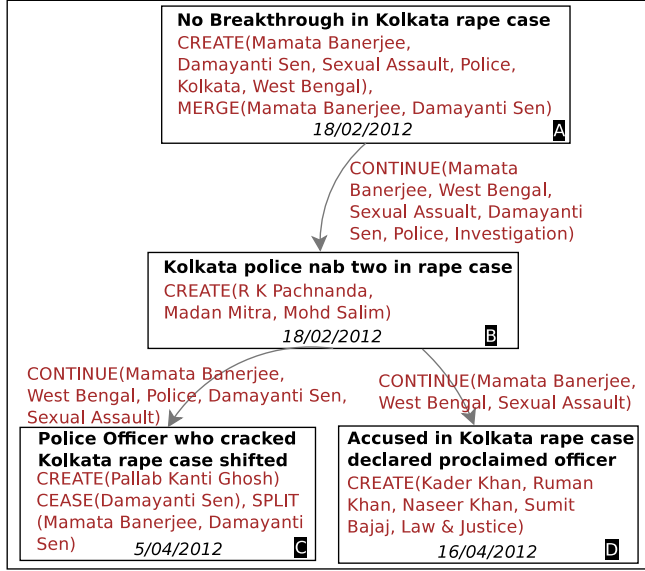 No Breakthrough in Kolkata rape case
CREATE(Mamata Banerjee,
Damayanti Sen, Sexual Assault, Police,
Kolkata, West Bengal),
MERGE(Mamata Banerjee, Damayanti Sen)
18/02/2012
A
CONTINUE(Mamata
Banerjee, West Bengal,
Sexual Assualt, Damayanti
Sen, Police, Investigation)
Kolkata police nab two in rape case
CREATE(R K Pachnanda,
Madan Mitra, Mohd Salim)
18/02/2012
B
CONTINUE(Mamata Banerjee,
West Bengal, Police, Damayanti Sen,
Sexual Assault)
CONTINUE(Mamata Banerjee,
West Bengal, Sexual Assault)
Police Officer who cracked
Kolkata rape case shifted
CREATE(Pallab Kanti Ghosh)
CEASE(Damayanti Sen), SPLIT
(Mamata Banerjee, Damayanti
Sen)
5/04/2012
C
Accused in Kolkata rape case
declared proclaimed officer
CREATE(Kader Khan, Ruman
Khan, Naseer Khan, Sumit
Bajaj, Law & Justice)
16/04/2012
D